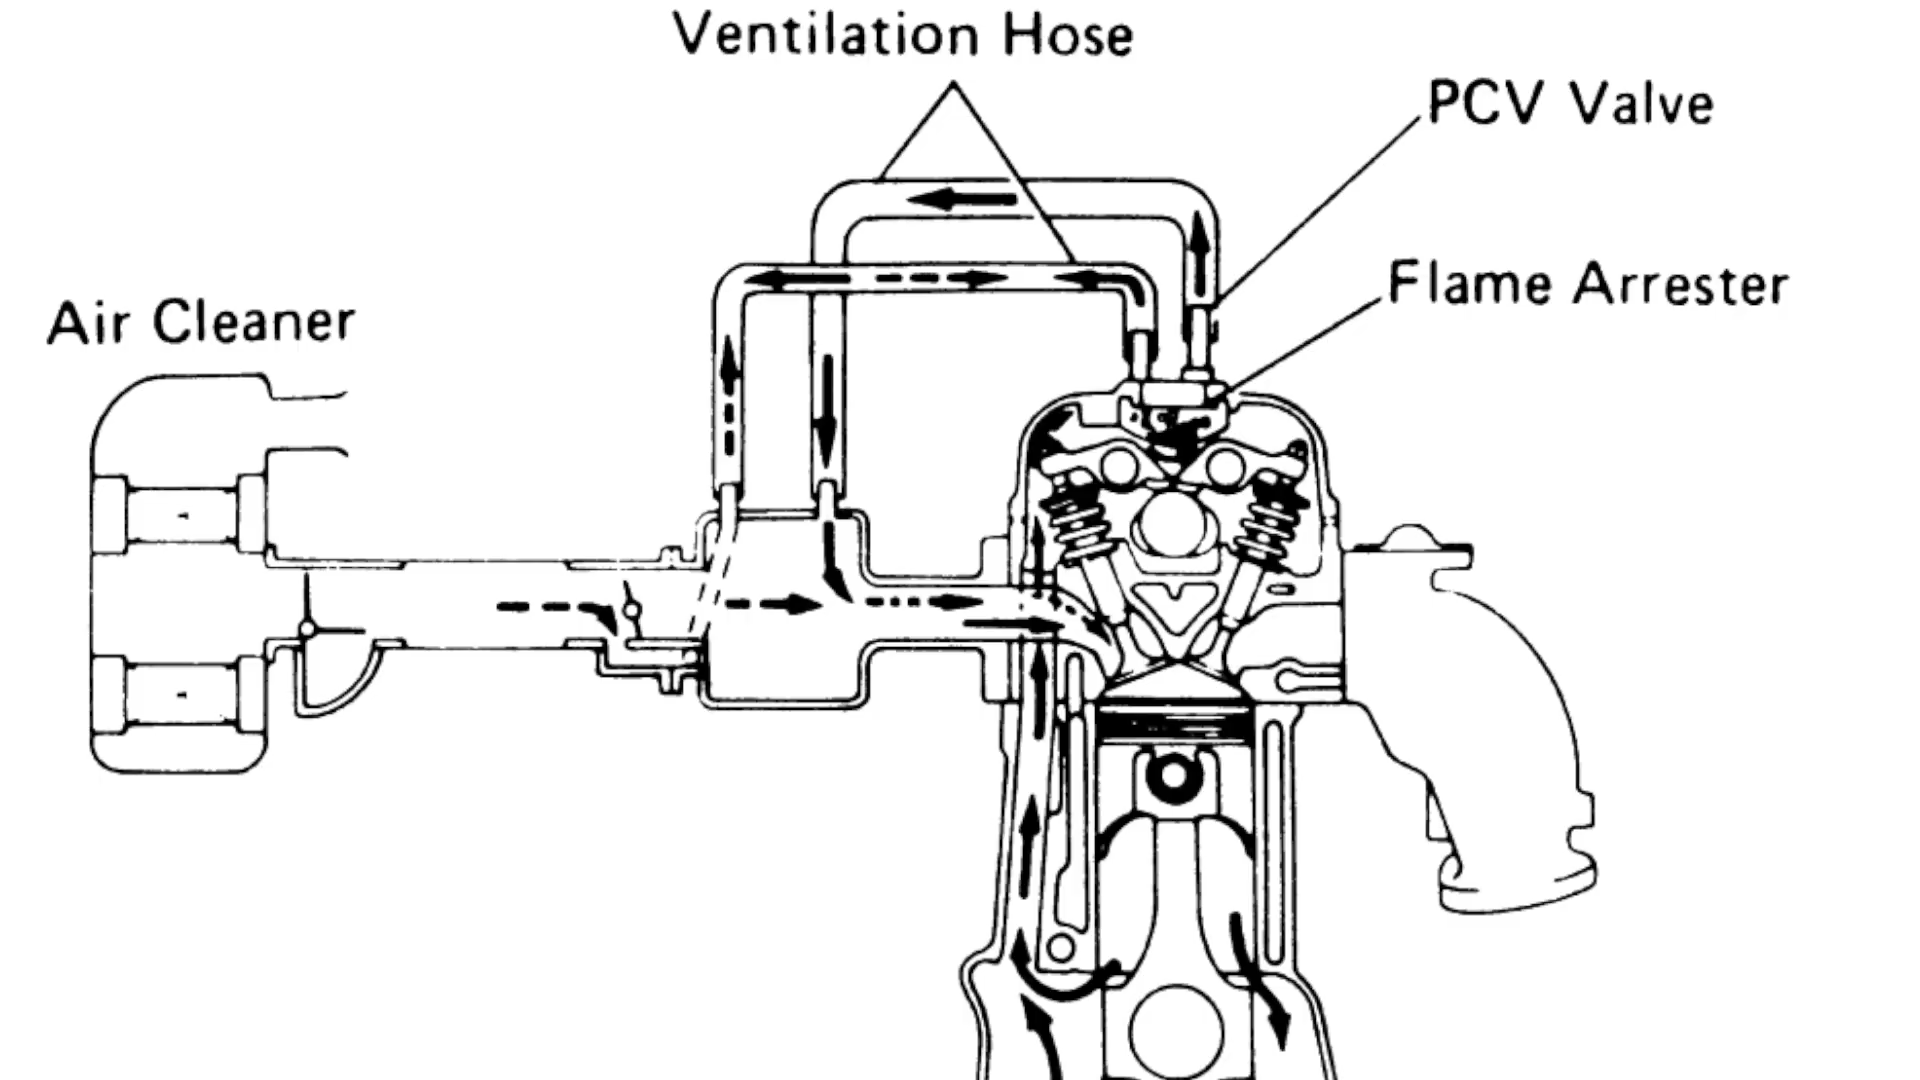 Ventilation Hose
PCV Valve
Flame Arrester
Air Cleaner